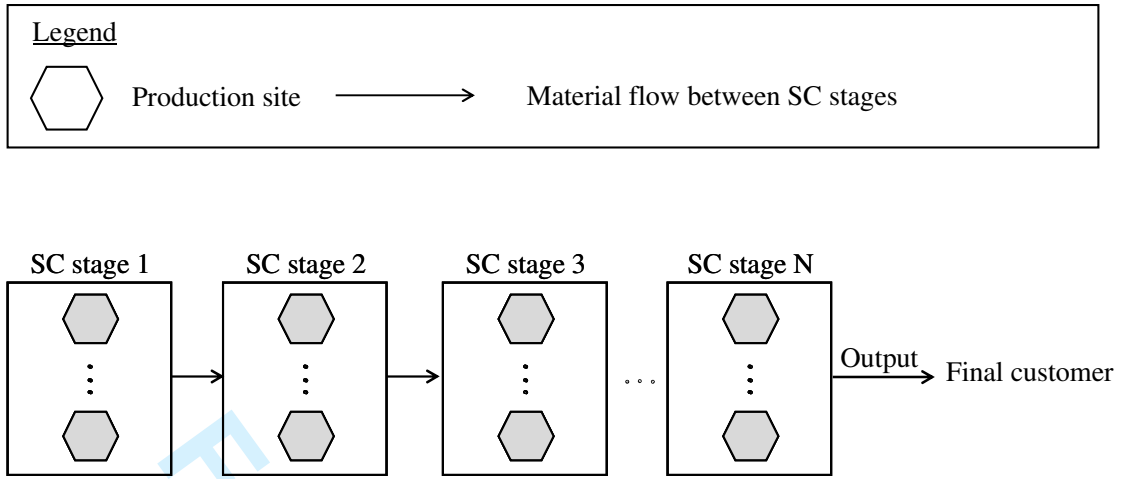 Legend
Production site
Material flow between SC stages
SC stage 1
SC stage 2
SC stage 3
SC stage N
. . .
Output
Final customer
F